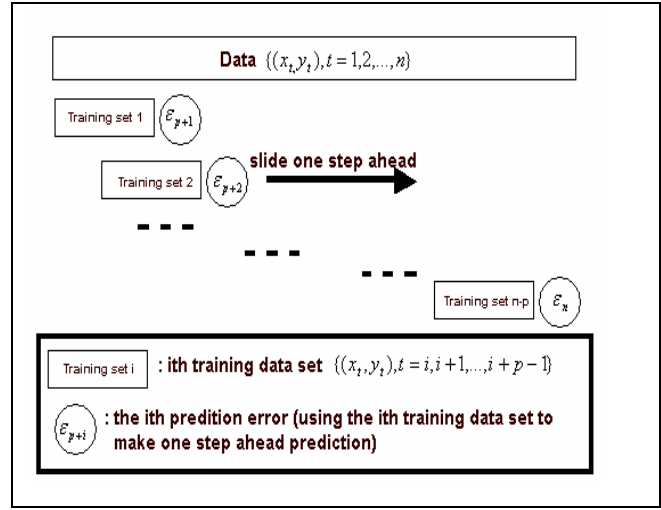 Data {(x_t, y_t), t = 1,2,...,n}
Training set 1 ε_{p+1}
slide one step ahead
Training set 2 ε_{p+2}
Training set n-p ε_n
Training set i : ith training data set {(x_t, y_t), t = i, i+1,..., i+p-1}
ε_{p+i} : the ith predition error (using the ith training data set to
make one step ahead prediction)